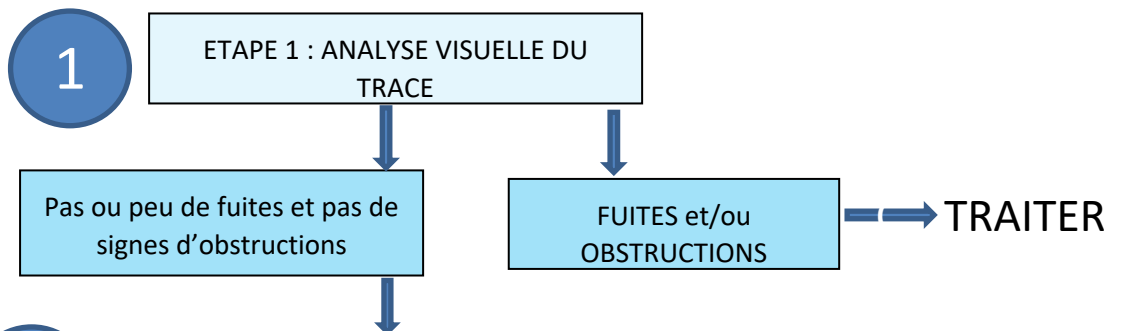 1
ETAPE 1 : ANALYSE VISUELLE DU
TRACE
Pas ou peu de fuites et pas de
signes d’obstructions
FUITES et/ou
OBSTRUCTIONS
TRAITER